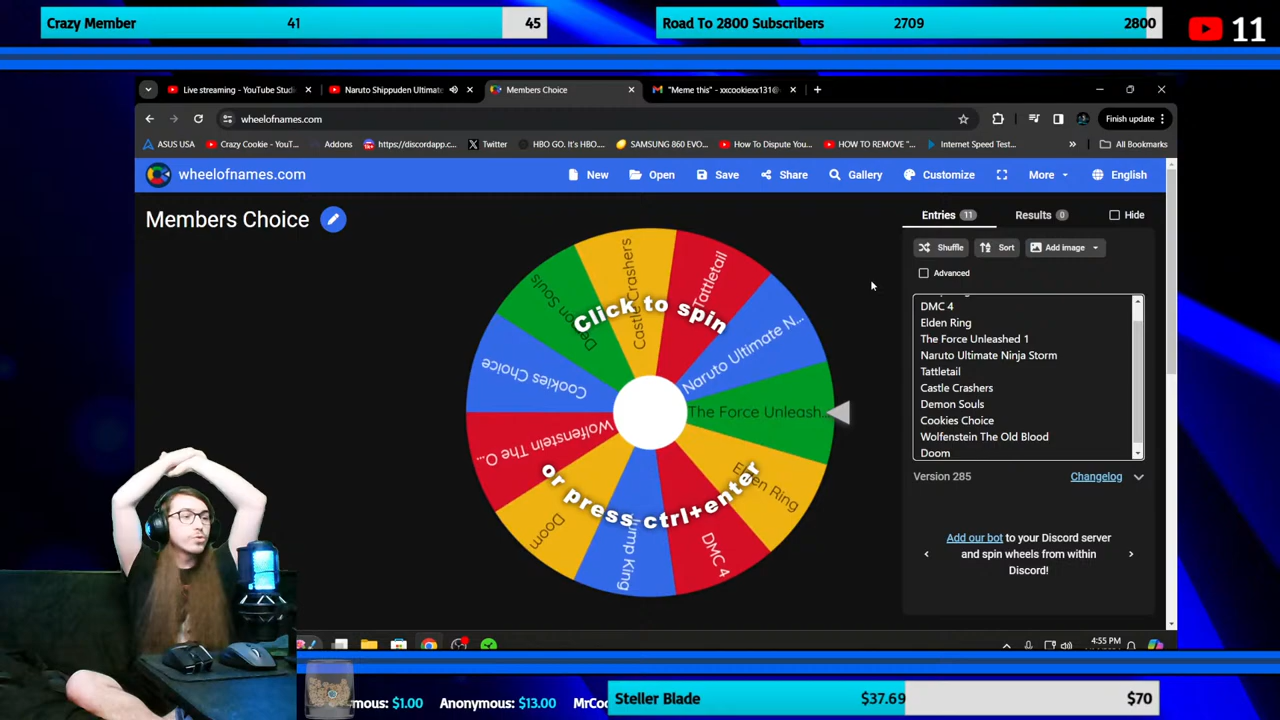 Crazy Member 41 45
Road To 2800 Subscribers 2709 2800
11
Live streaming - YouTube Stud
Naruto Shippuden Ultimate
Members Choice
"Meme this" - xxcookiexx131@
wheelofnames.com
Finish update
ASUS USA
Crazy Cookie - YouT...
Addons
https://discordapp.c...
Twitter
HBO GO. It's HBO...
SAMSUNG 860 EVO...
How To Dispute You...
HOW TO REMOVE "...
Internet Speed Test...
»
All Bookmarks
wheelofnames.com
New
Open
Save
Share
Gallery
Customize
More
English
Members Choice
Entries 11
Results 0
Hide
Shuffle
Sort
Add image
Advanced
DMC 4
Elden Ring
The Force Unleashed 1
Naruto Ultimate Ninja Storm
Tattletail
Castle Crashers
Demon Souls
Cookies Choice
Wolfenstein The Old Blood
Doom
Version 285
Changelog
Add our bot to your Discord server
and spin wheels from within
Discord!
Click to spin
or press ctrl+enter
Castle Crashers
Tattletail
Naruto Ultimate N...
The Force Unleash...
Elden Ring
DMC 4
Jump King
Doom
Wolfenstein The O...
Cookies Choice
Demon Souls
4:55 PM
mous: $1.00 Anonymous: $13.00 MrCoo
Steller Blade $37.69 $70